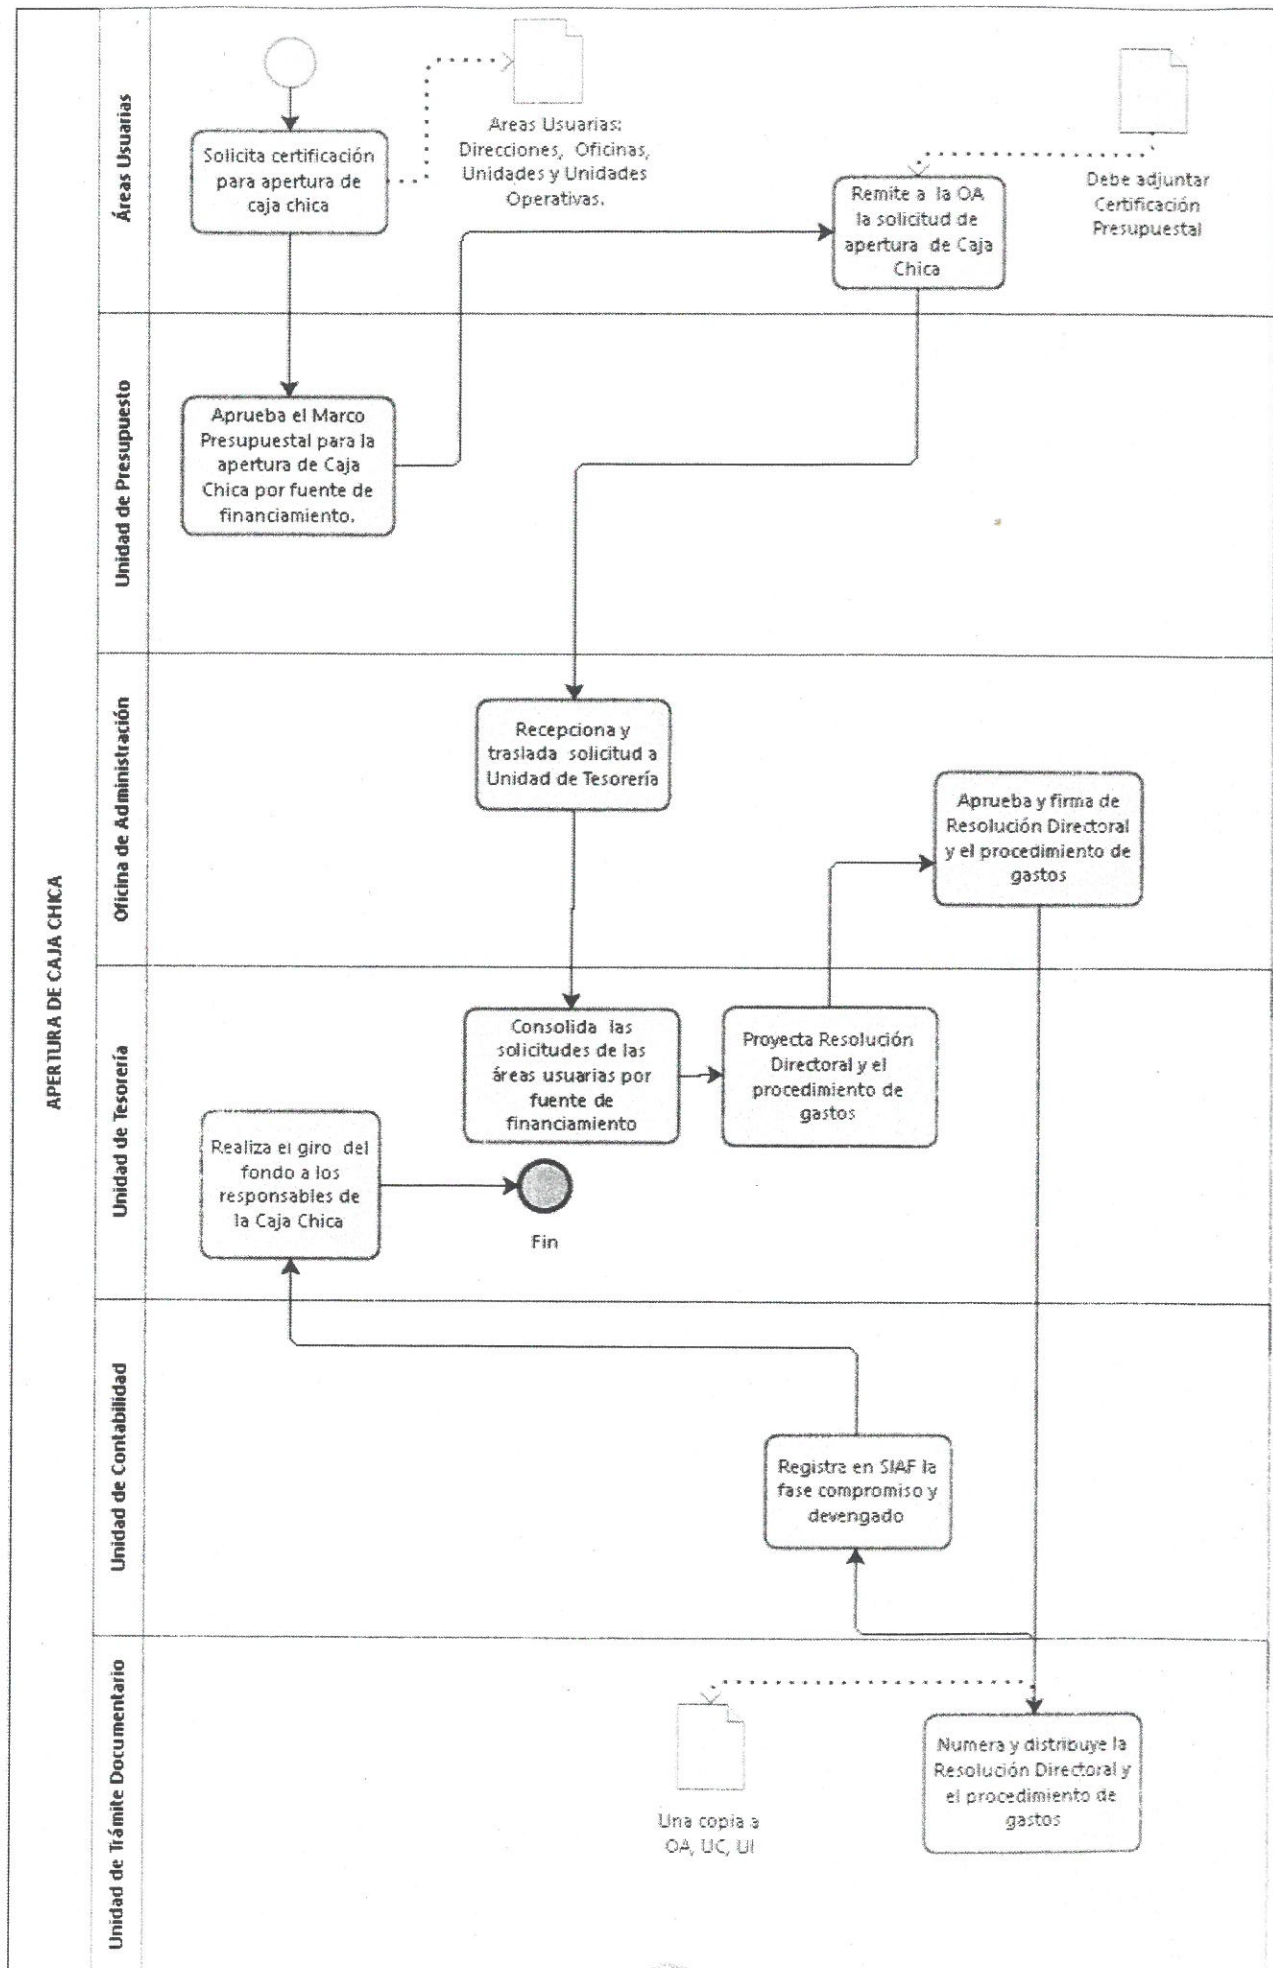 APERTURA DE CAJA CHICA
Áreas Usuarias
Solicita certificación
para apertura de
caja chica
Areas Usuarias:
Direcciones, Oficinas,
Unidades y Unidades
Operativas.
Remite a la OA
la solicitud de
apertura de Caja
Chica
Debe adjuntar
Certificación
Presupuestal
Unidad de Presupuesto
Aprueba el Marco
Presupuestal para la
apertura de Caja
Chica por fuente de
financiamiento.
Oficina de Administración
Recepciona y
traslada solicitud a
Unidad de Tesorería
Aprueba y firma de
Resolución Directoral
y el procedimiento de
gastos
Unidad de Tesorería
Consolida las
solicitudes de las
áreas usuarias por
fuente de
financiamiento
Proyecta Resolución
Directoral y el
procedimiento de
gastos
Realiza el giro del
fondo a los
responsables de
la Caja Chica
Fin
Unidad de Contabilidad
Registra en SIAF la
fase compromiso y
devengado
Unidad de Trámite Documentario
Una copia a
OA, UC, UI
Numera y distribuye la
Resolución Directoral y
el procedimiento de
gastos